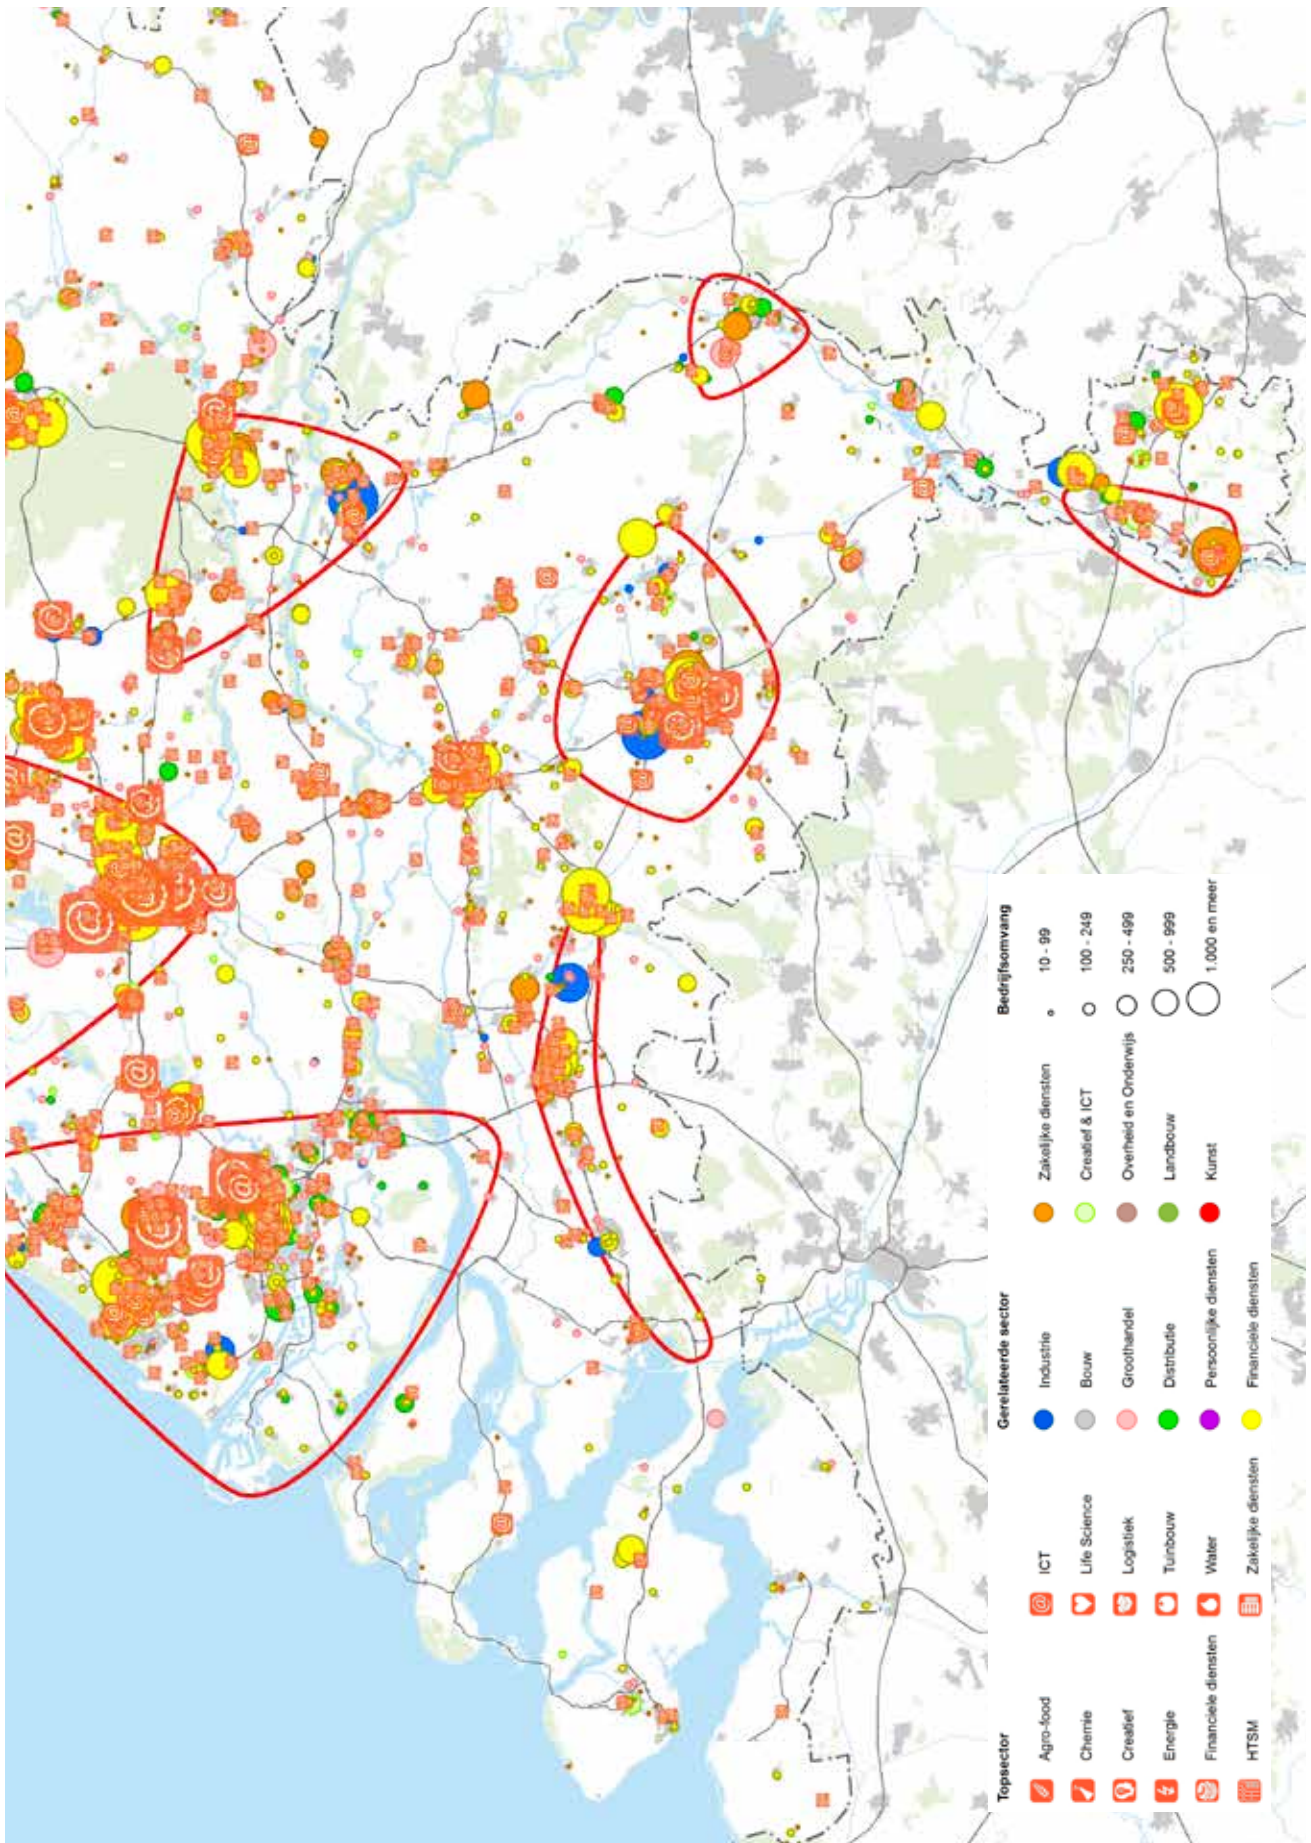 Topsector
Agro-food
Chemie
Creatief
Energie
Financiele diensten
HTSM
ICT
Life Science
Logistiek
Tuinbouw
Water
Zakelijke diensten
Gerelateerde sector
Industrie
Bouw
Groothandel
Distributie
Persoonlijke diensten
Financiele diensten
Zakelijke diensten
Creatief & ICT
Overheid en Onderwijs
Landbouw
Kunst
Bedrijfsomvang
10 - 99
100 - 249
250 - 499
500 - 999
1.000 en meer